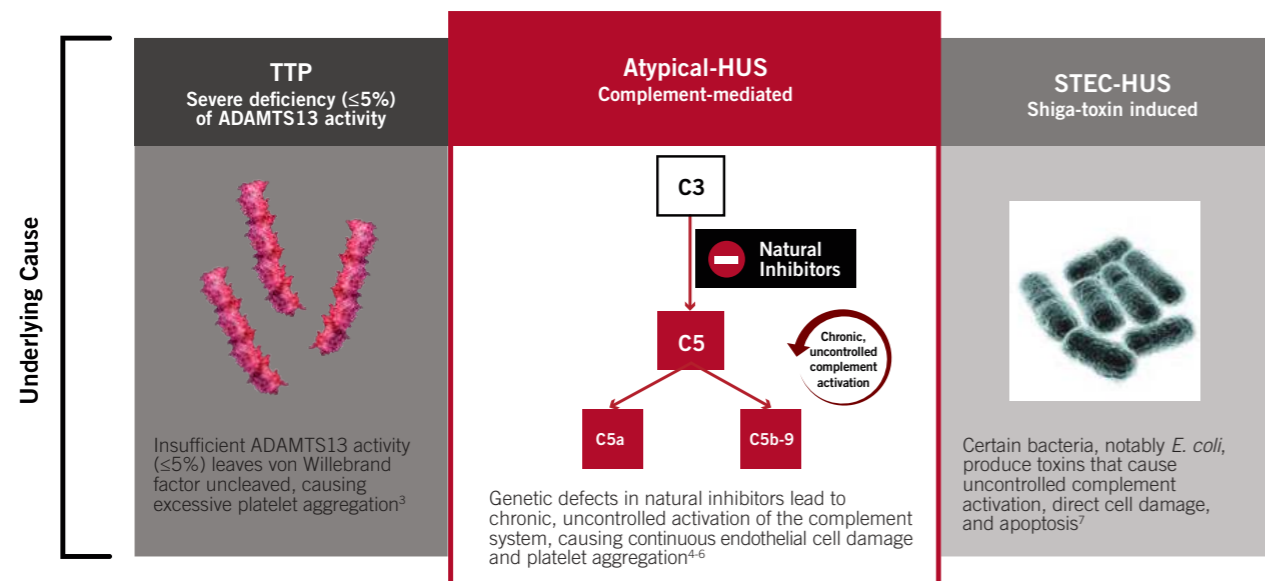 Underlying Cause
TTP
Severe deficiency (≤5%)
of ADAMTS13 activity
Insufficient ADAMTS13 activity
(≤5%) leaves von Willebrand
factor uncleaved, causing
excessive platelet aggregation³
Atypical-HUS
Complement-mediated
C3
Natural
Inhibitors
C5
Chronic,
uncontrolled
complement
activation
C5a
C5b-9
Genetic defects in natural inhibitors lead to
chronic, uncontrolled activation of the complement
system, causing continuous endothelial cell damage
and platelet aggregation⁴⁻⁶
STEC-HUS
Shiga-toxin induced
Certain bacteria, notably E. coli,
produce toxins that cause
uncontrolled complement
activation, direct cell damage,
and apoptosis⁷